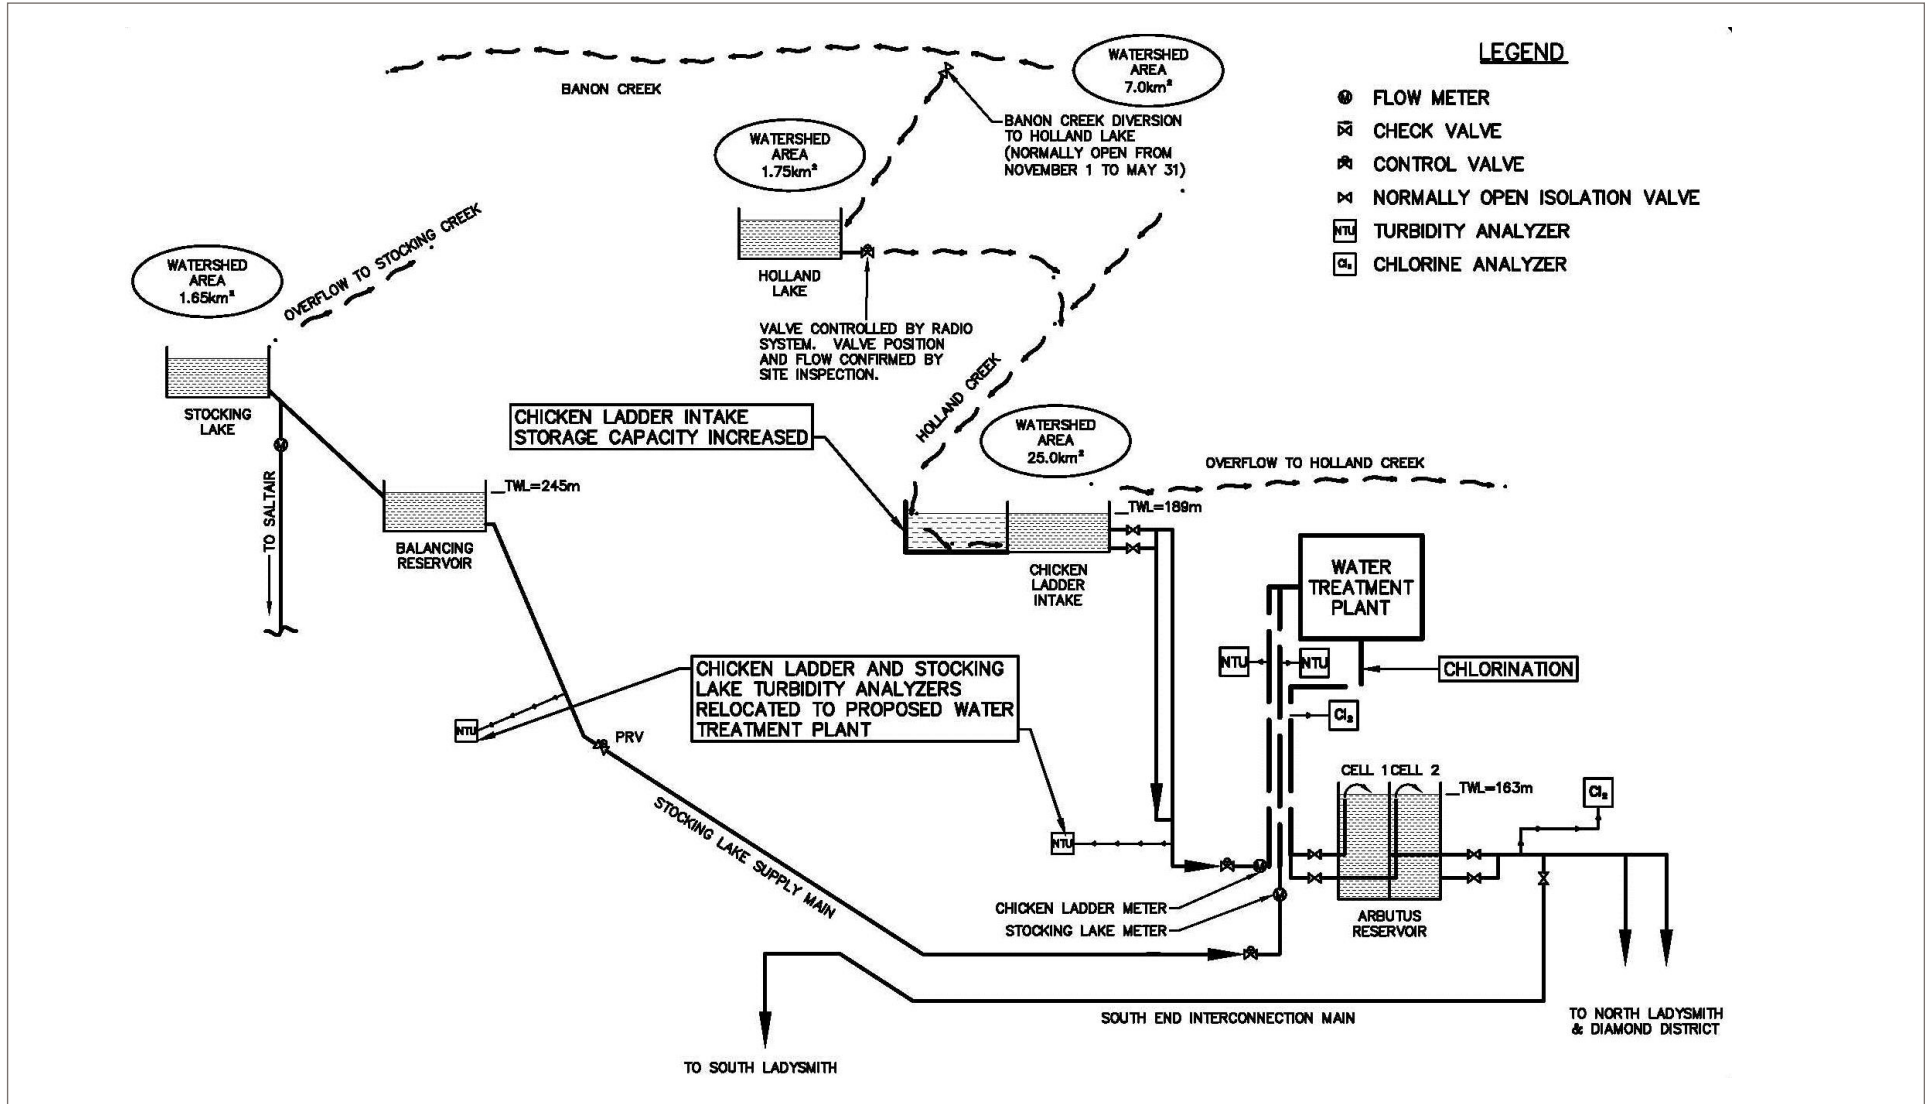 WATERSHED
AREA
7.0km²
BANON CREEK
BANON CREEK DIVERSION
TO HOLLAND LAKE
(NORMALLY OPEN FROM
NOVEMBER 1 TO MAY 31)
WATERSHED
AREA
1.75km²
LEGEND
M FLOW METER
CHECK VALVE
CONTROL VALVE
NORMALLY OPEN ISOLATION VALVE
NTU TURBIDITY ANALYZER
Cl₂ CHLORINE ANALYZER
OVERFLOW TO STOCKING CREEK
WATERSHED
AREA
1.65km²
HOLLAND
LAKE
VALVE CONTROLLED BY RADIO
SYSTEM. VALVE POSITION
AND FLOW CONFIRMED BY
SITE INSPECTION.
HOLLAND CREEK
STOCKING
LAKE
M
TO SALTAIR
CHICKEN LADDER INTAKE
STORAGE CAPACITY INCREASED
WATERSHED
AREA
25.0km²
OVERFLOW TO HOLLAND CREEK
TWL=245m
BALANCING
RESERVOIR
TWL=189m
CHICKEN
LADDER
INTAKE
WATER
TREATMENT
PLANT
NTU
NTU
CHLORINATION
CHICKEN LADDER AND STOCKING
LAKE TURBIDITY ANALYZERS
RELOCATED TO PROPOSED WATER
TREATMENT PLANT
NTU
PRV
Cl₂
STOCKING LAKE SUPPLY MAIN
CELL 1
CELL 2
TWL=163m
Cl₂
NTU
M
M
CHICKEN LADDER METER
STOCKING LAKE METER
ARBUTUS
RESERVOIR
SOUTH END INTERCONNECTION MAIN
TO NORTH LADYSMITH
& DIAMOND DISTRICT
TO SOUTH LADYSMITH